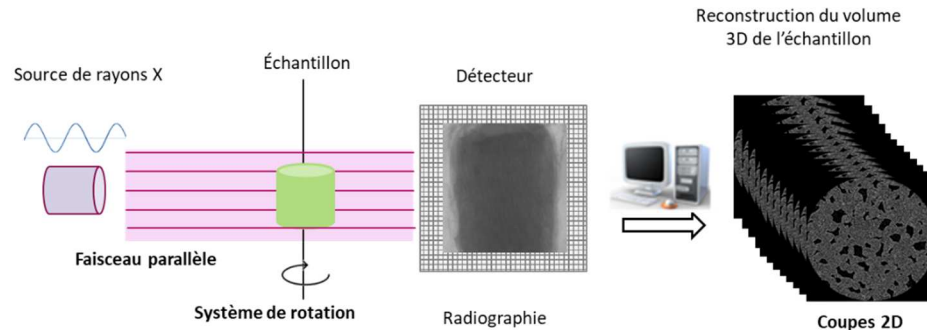 Reconstruction du volume
3D de l’échantillon
Source de rayons X
Échantillon
Détecteur
Faisceau parallèle
Système de rotation
Radiographie
Coupes 2D